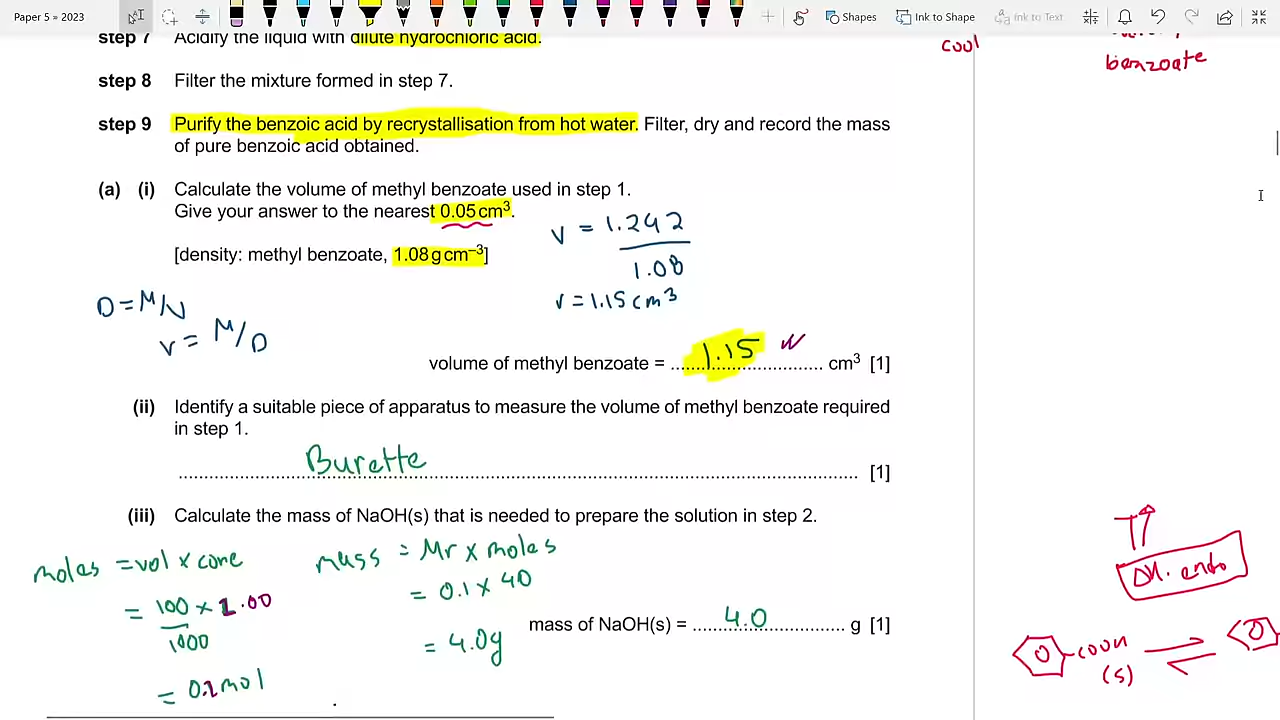 Paper 5 » 2023
Shapes
Ink to Shape
Ink to Text
step 7 Acidify the liquid with dilute hydrochloric acid.
cool
benzoate
step 8 Filter the mixture formed in step 7.
step 9 Purify the benzoic acid by recrystallisation from hot water. Filter, dry and record the mass
of pure benzoic acid obtained.
(a) (i) Calculate the volume of methyl benzoate used in step 1.
Give your answer to the nearest 0.05 cm³.
[density: methyl benzoate, 1.08 g cm⁻³]
v = 1.242
1.08
v = 1.15 cm³
D = M/V
v = M/D
volume of methyl benzoate = 1.15 cm³ [1]
(ii) Identify a suitable piece of apparatus to measure the volume of methyl benzoate required
in step 1.
Burette [1]
(iii) Calculate the mass of NaOH(s) that is needed to prepare the solution in step 2.
moles = vol x conc
= 100 x 1.00
1000
= 0.1 mol
mass = Mr x moles
= 0.1 x 40
= 4.0g
mass of NaOH(s) = 4.0 g [1]
T↑
ΔH. endo
COOH
(s)